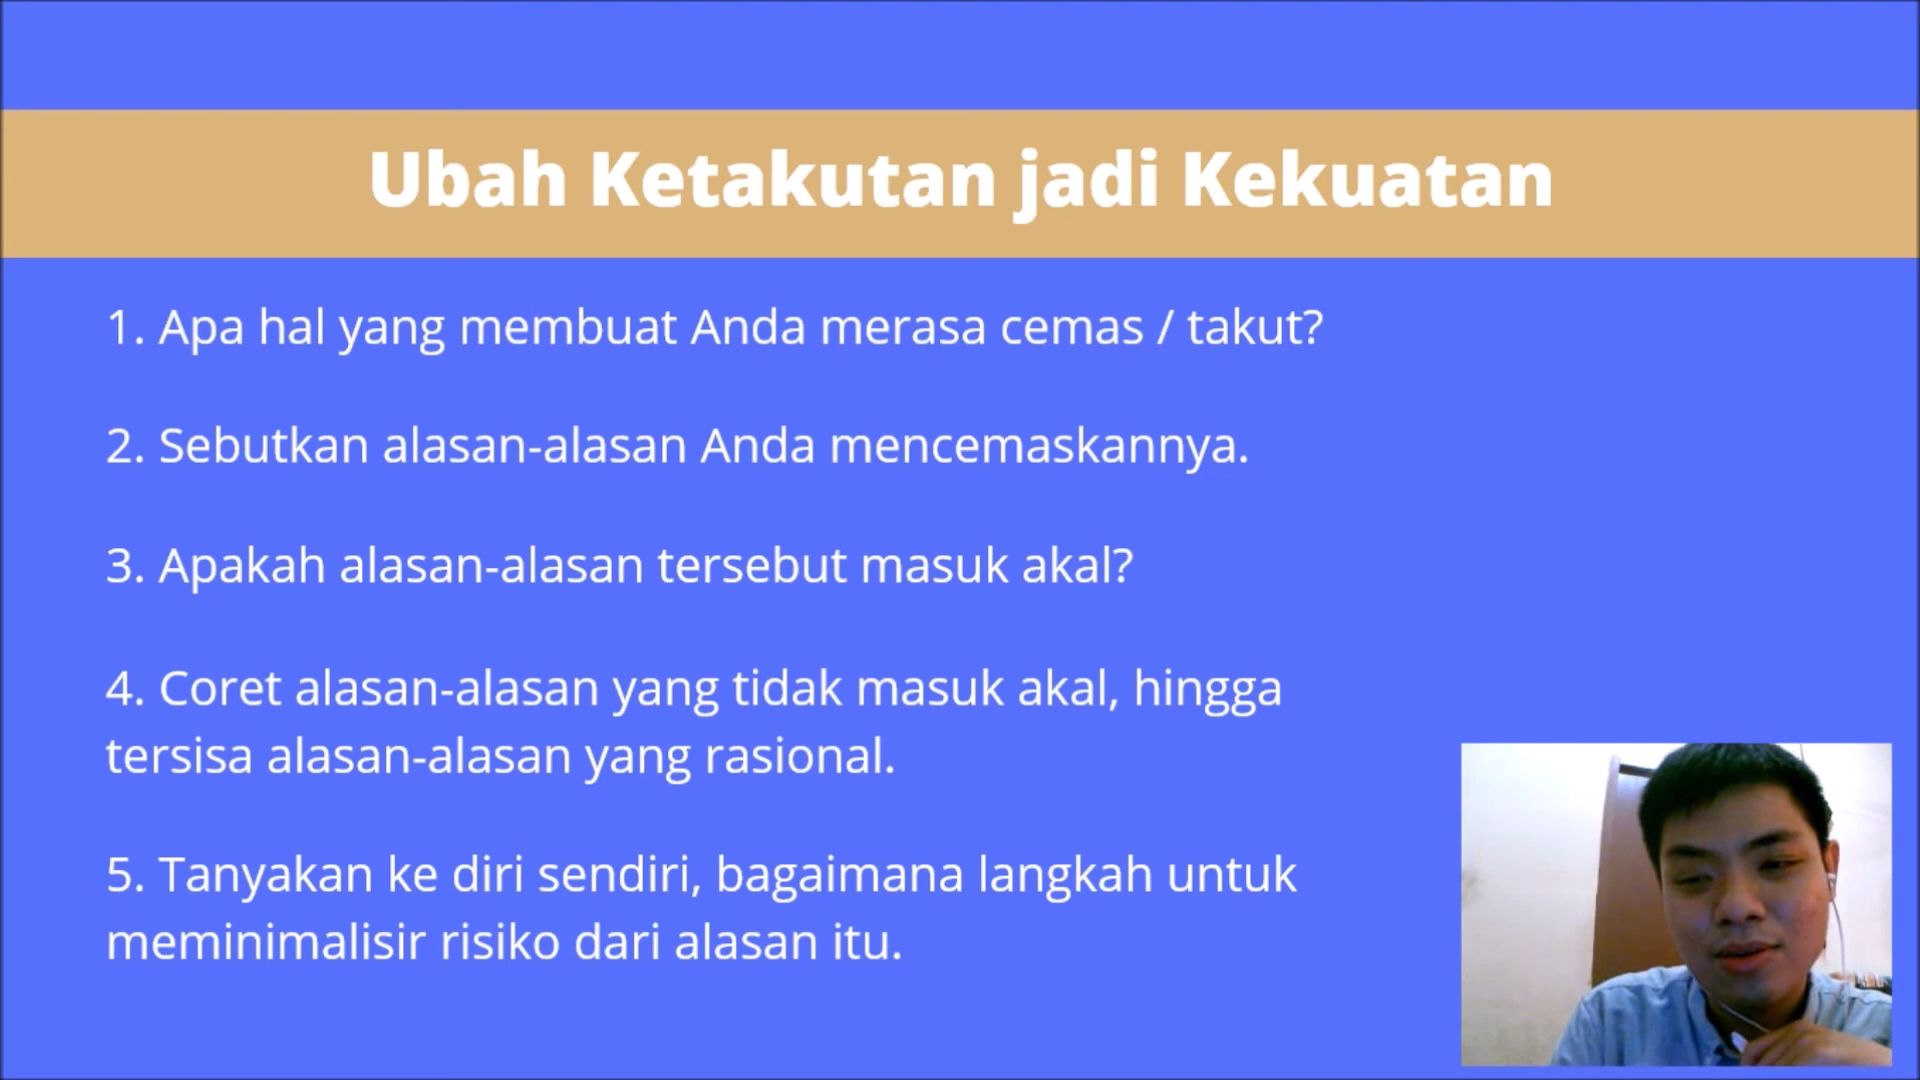 Ubah Ketakutan jadi Kekuatan
1. Apa hal yang membuat Anda merasa cemas / takut?
2. Sebutkan alasan-alasan Anda mencemaskannya.
3. Apakah alasan-alasan tersebut masuk akal?
4. Coret alasan-alasan yang tidak masuk akal, hingga
tersisa alasan-alasan yang rasional.
5. Tanyakan ke diri sendiri, bagaimana langkah untuk
meminimalisir risiko dari alasan itu.